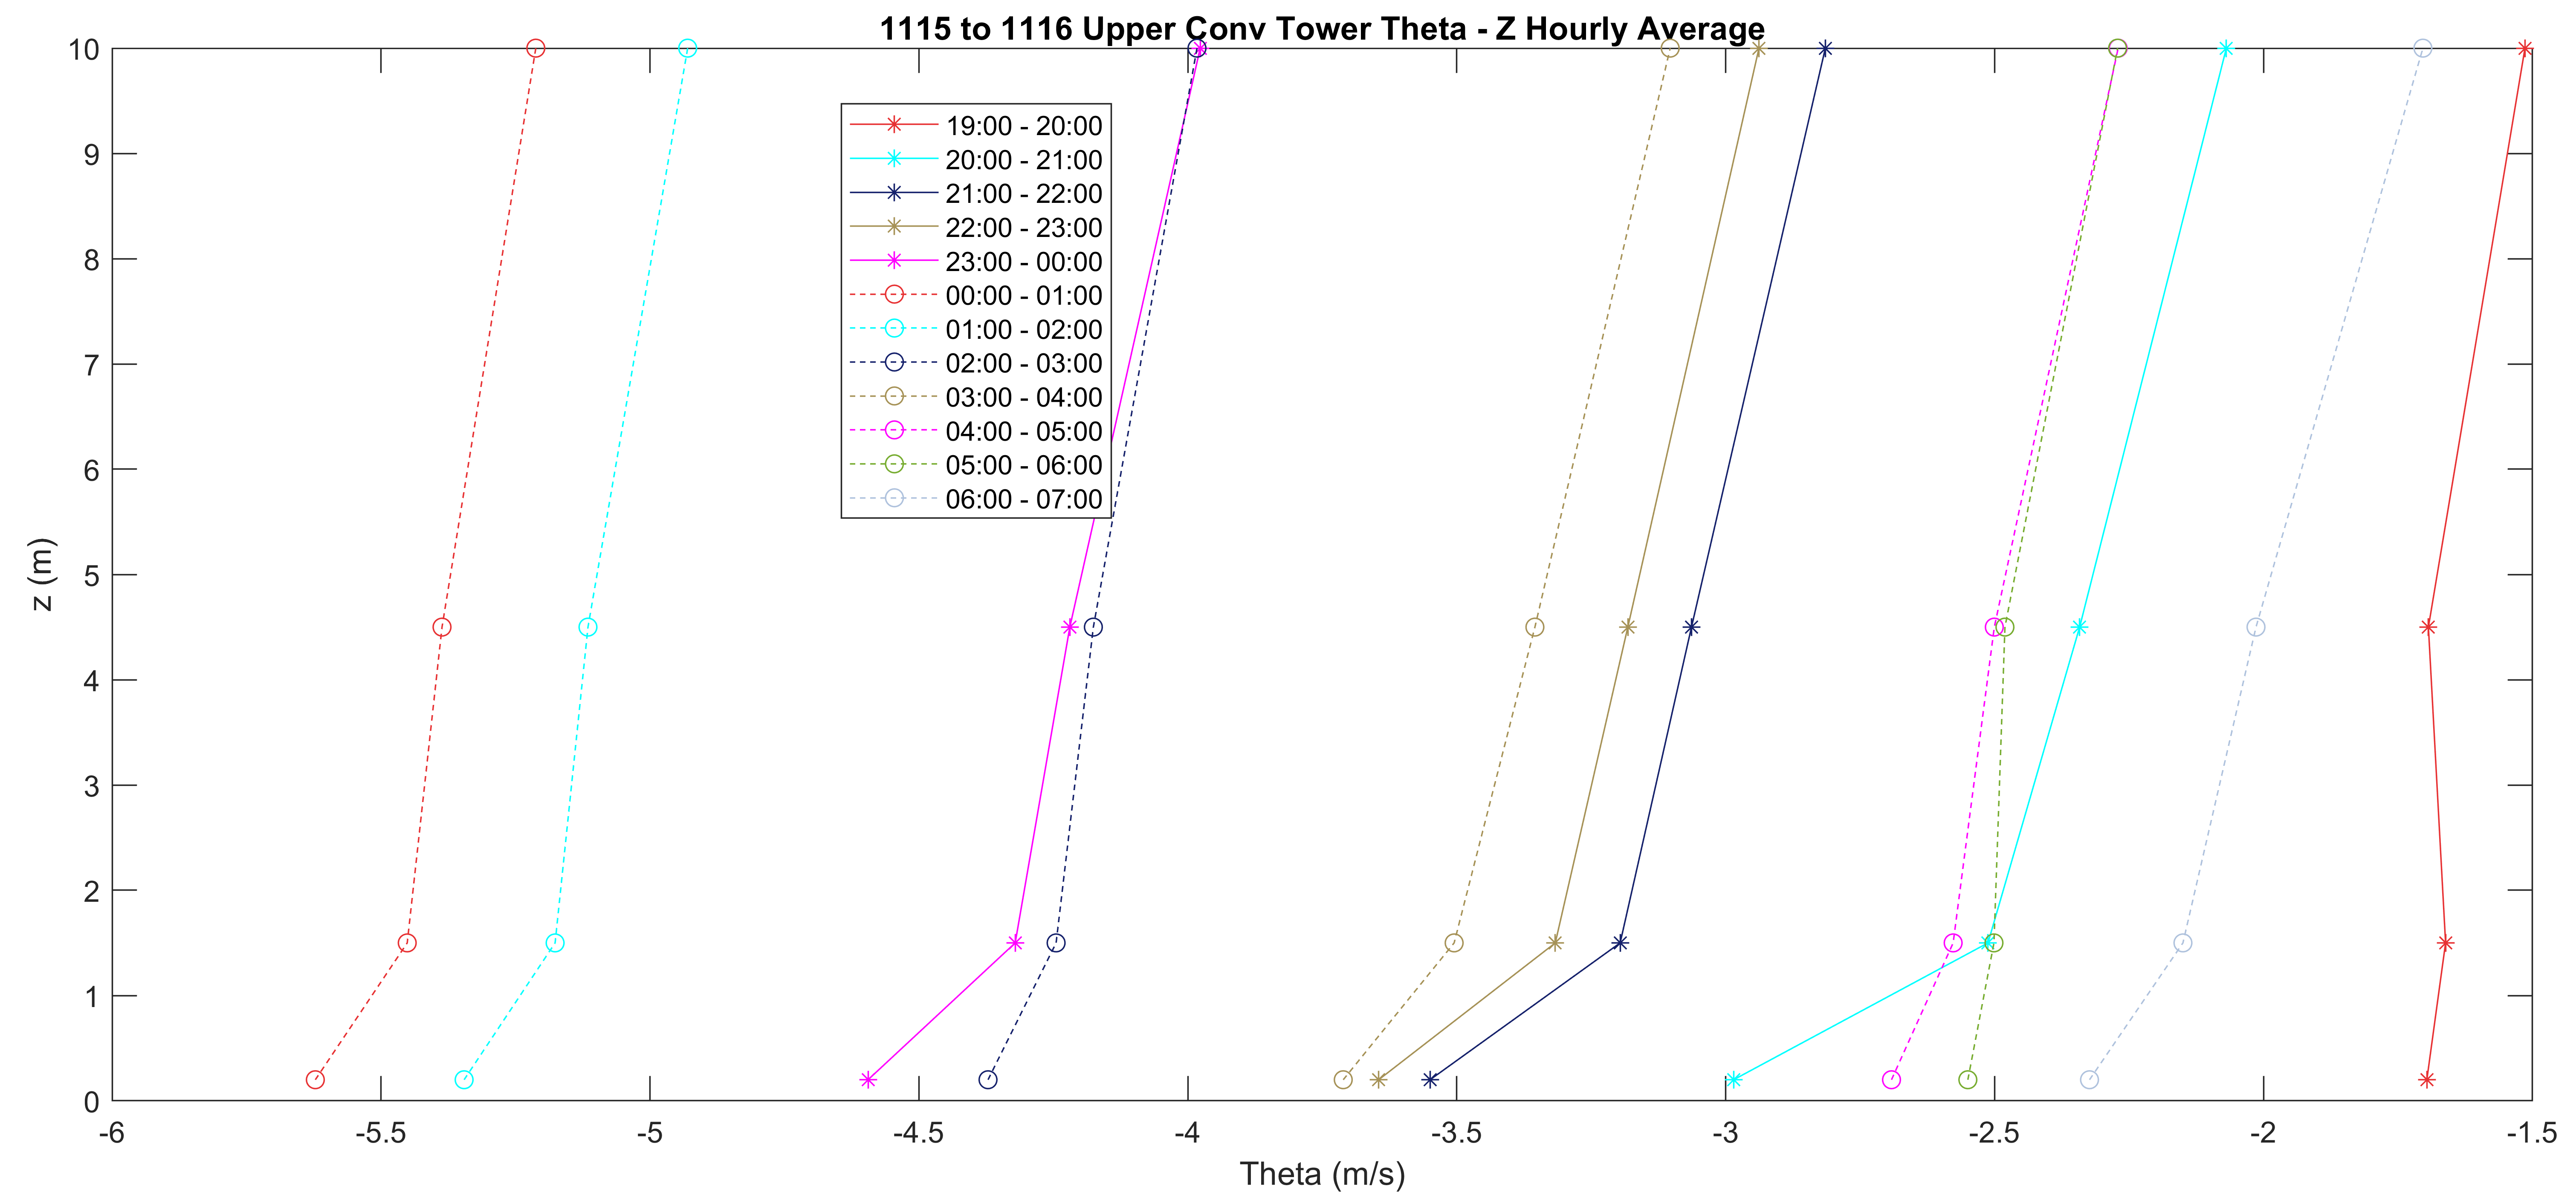 1115 to 1116 Upper Conv Tower Theta - Z Hourly Average
10
9
8
7
6
5
4
3
2
1
0
z (m)
19:00 - 20:00
20:00 - 21:00
21:00 - 22:00
22:00 - 23:00
23:00 - 00:00
00:00 - 01:00
01:00 - 02:00
02:00 - 03:00
03:00 - 04:00
04:00 - 05:00
05:00 - 06:00
06:00 - 07:00
-6 -5.5 -5 -4.5 -4 -3.5 -3 -2.5 -2 -1.5
Theta (m/s)